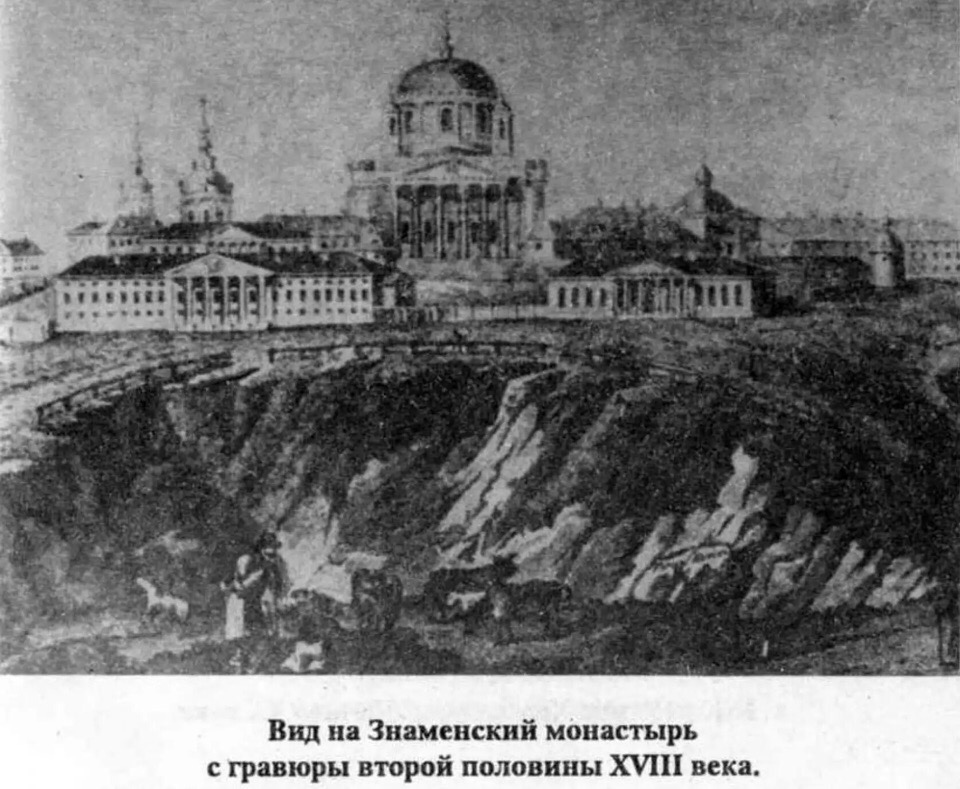 Вид на Знаменский монастырь
с гравюры второй половины XVIII века.